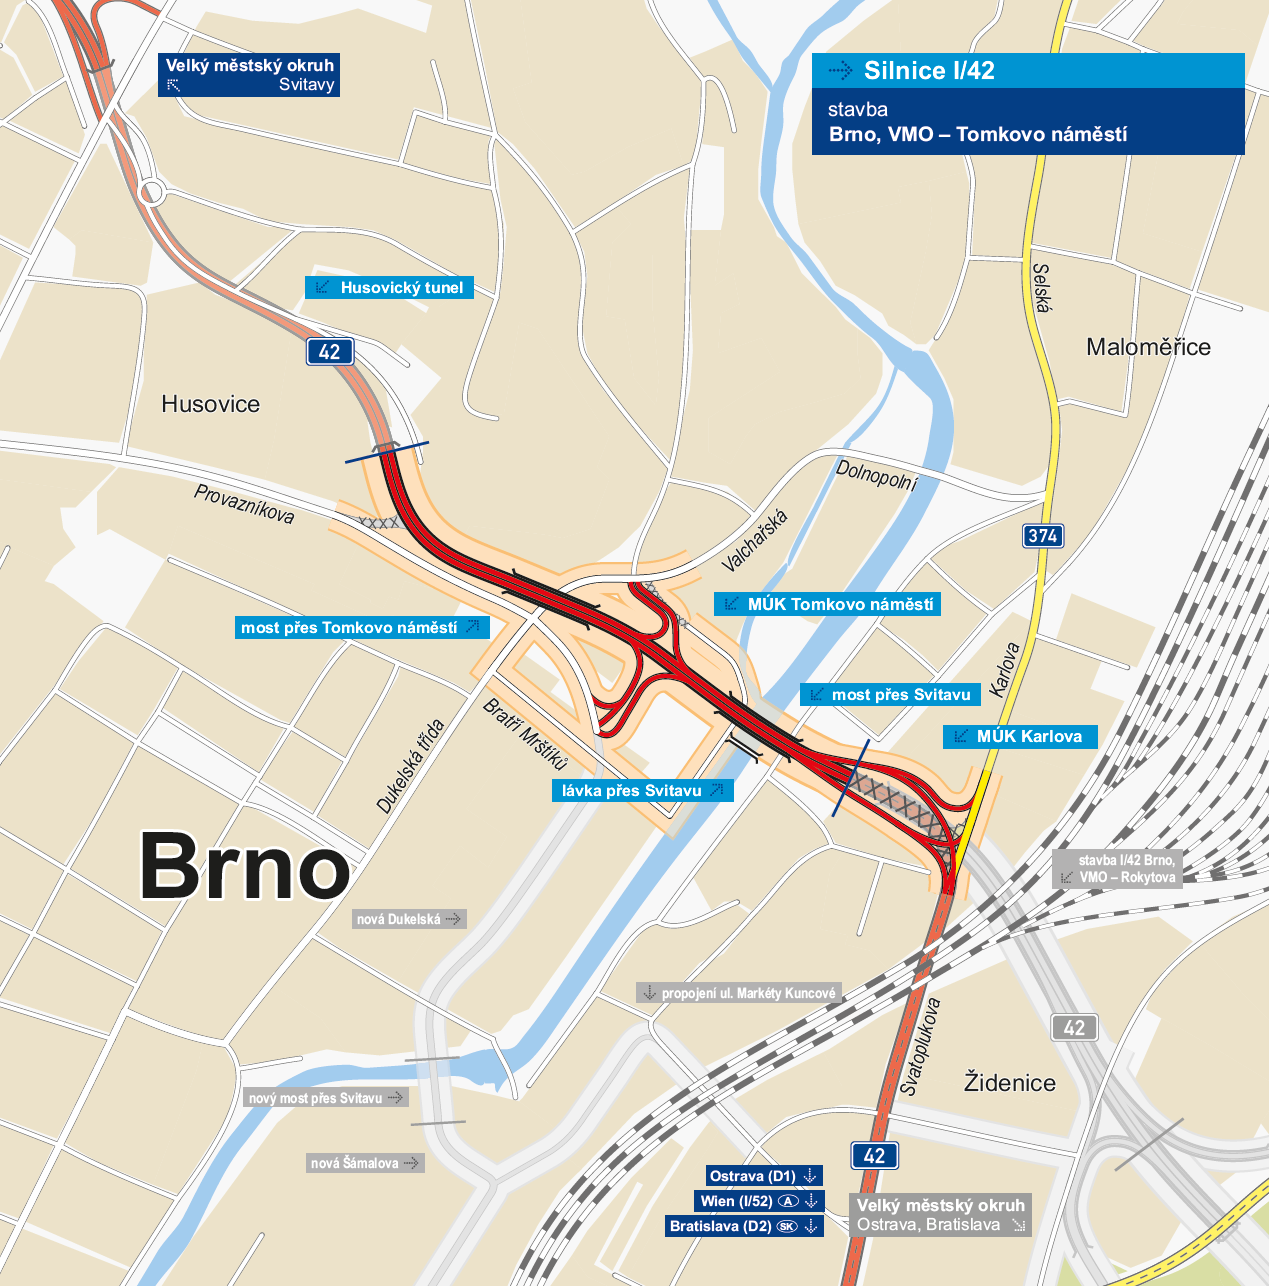 Velký městský okruh
Svitavy
Silnice I/42
stavba
Brno, VMO – Tomkovo náměstí
Husovický tunel
Selská
42
Maloměřice
Husovice
Provazníkova
Dolnopolní
Valchařská
374
MÚK Tomkovo náměstí
most přes Tomkovo náměstí
Karlova
most přes Svitavu
Bratří Mrštíků
Dukelská třída
MÚK Karlova
lávka přes Svitavu
Brno
stavba I/42 Brno,
VMO – Rokytova
nová Dukelská
propojení ul. Markéty Kuncové
42
Svatoplukova
Židenice
nový most přes Svitavu
nová Šámalova
42
Ostrava (D1)
Wien (I/52) A
Bratislava (D2) SK
Velký městský okruh
Ostrava, Bratislava